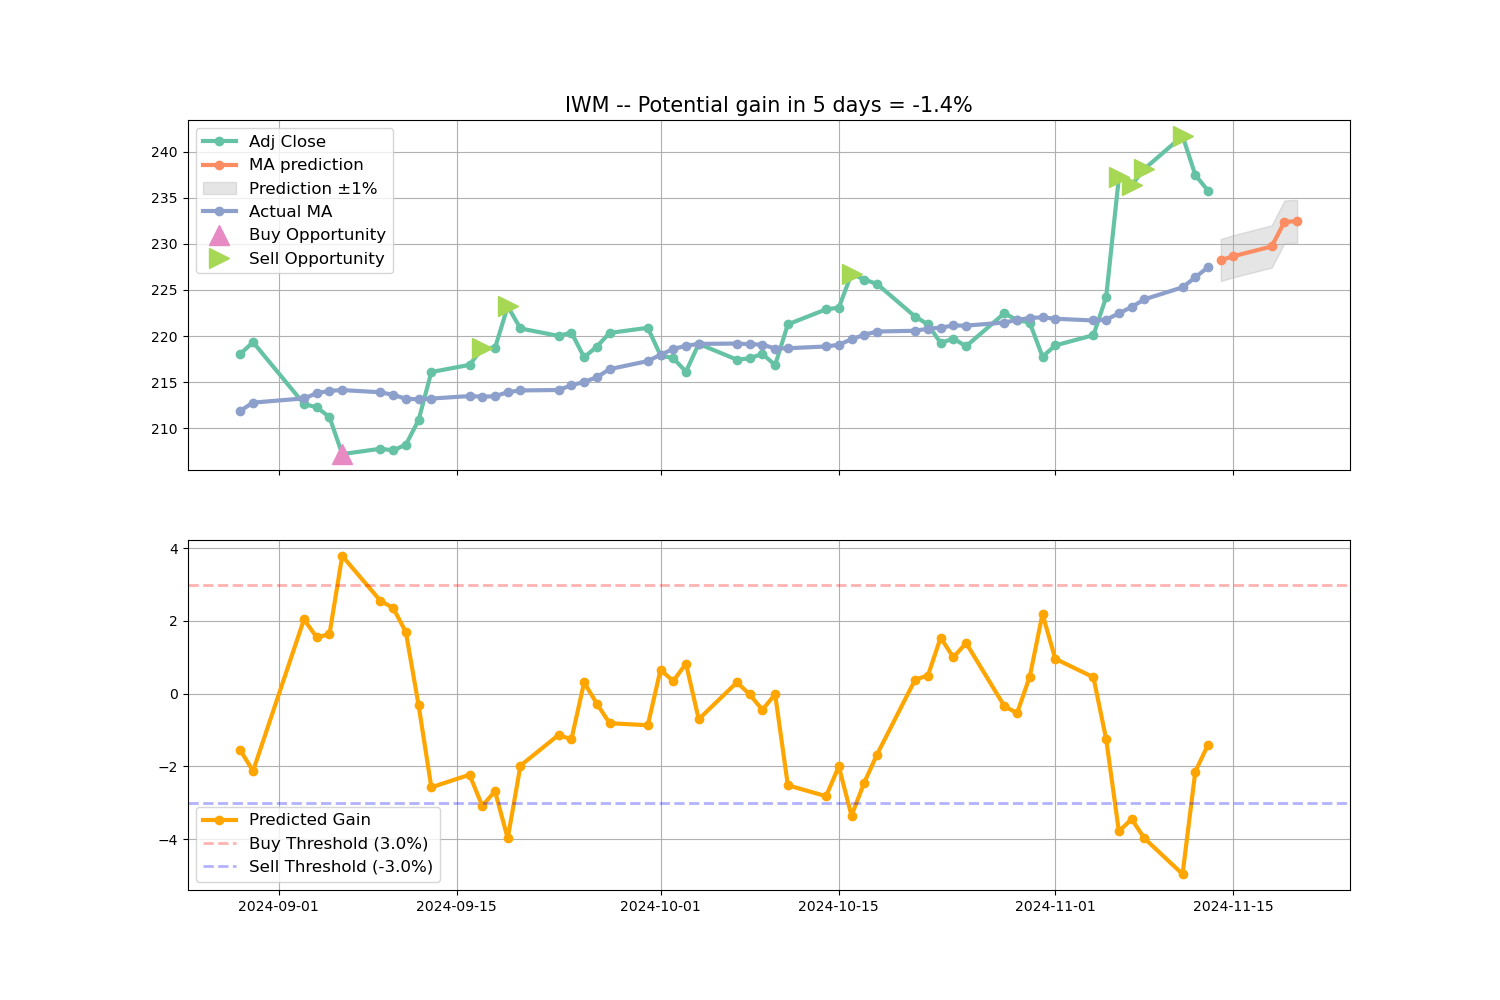 IWM -- Potential gain in 5 days = -1.4%
Adj Close
MA prediction
Prediction ±1%
Actual MA
Buy Opportunity
Sell Opportunity
240
235
230
225
220
215
210
4
2
0
−2
−4
Predicted Gain
Buy Threshold (3.0%)
Sell Threshold (-3.0%)
2024-09-01 2024-09-15 2024-10-01 2024-10-15 2024-11-01 2024-11-15